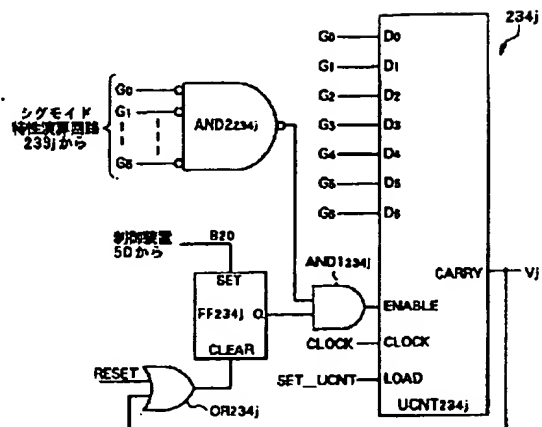 234j
G0 D0
G1 D1
G2 D2
G3 D3
G4 D4
G5 D5
G6 D6
シグモイド
特性演算回路
239jから
G0
G1
G6
AND2234j
制御装置
50から
B20
SET
FF234j Q
CLEAR
AND1234j
CARRY Vj
ENABLE
CLOCK CLOCK
SET_UCNT LOAD
UCNT234j
RESET
OR234j